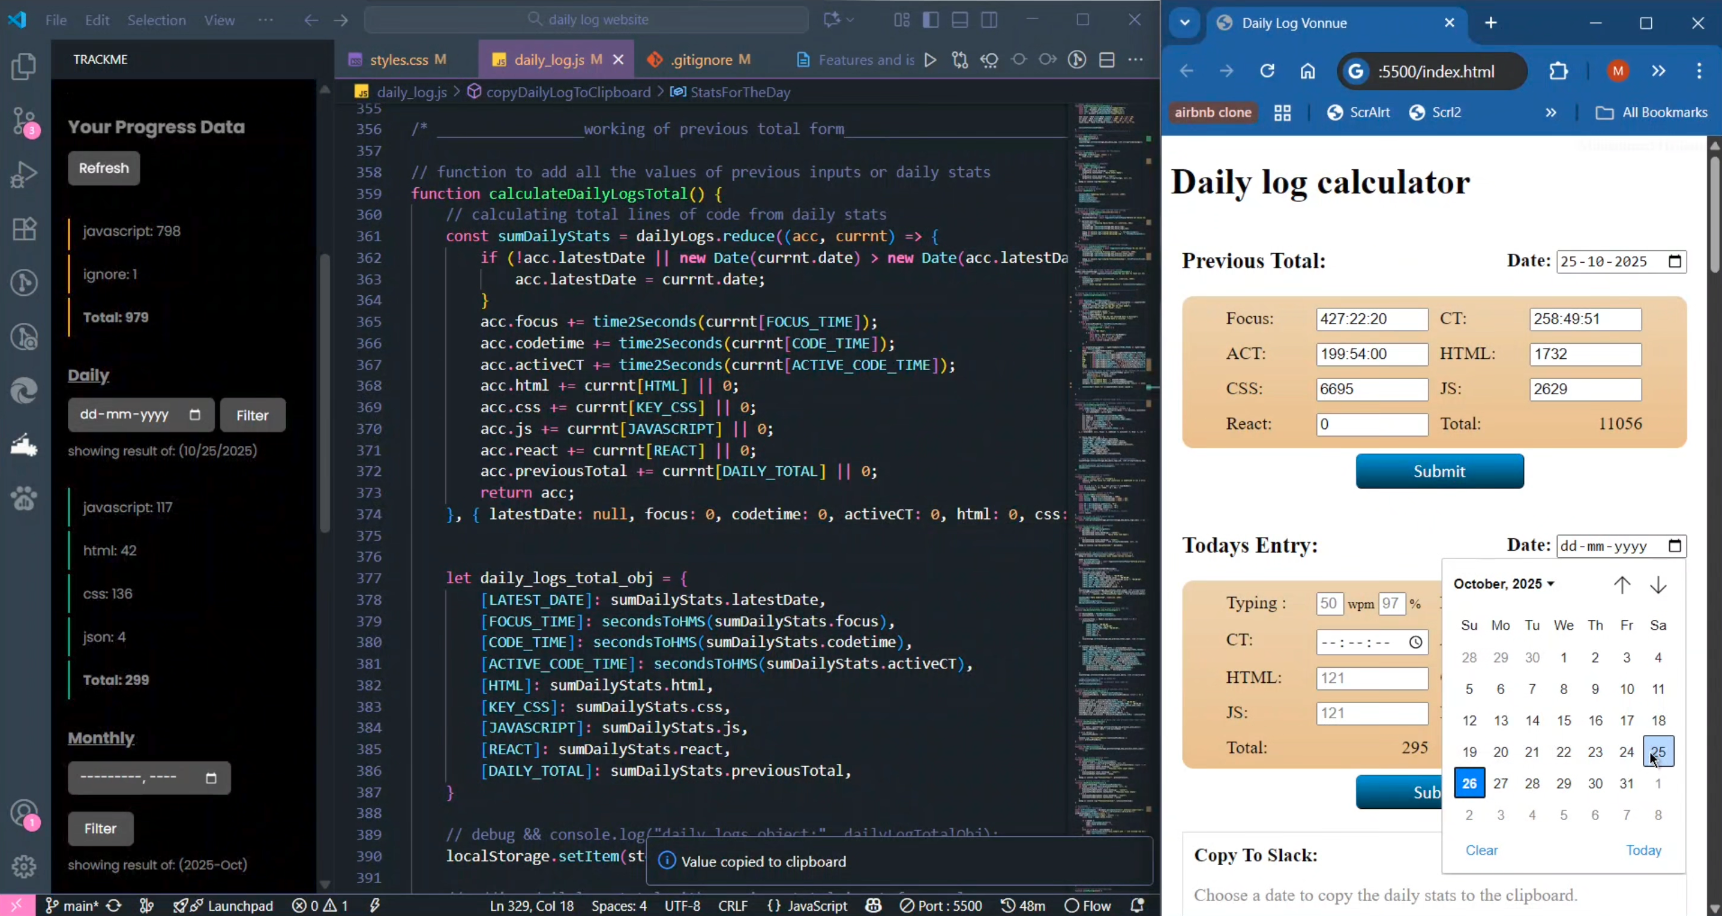 File Edit Selection View ··· daily log website
TRACKME
Your Progress Data
Refresh
javascript: 798
ignore: 1
Total: 979
Daily
dd-mm-yyyy Filter
showing result of: (10/25/2025)
javascript: 117
html: 42
css: 136
json: 4
Total: 299
Monthly
---------, ----
Filter
showing result of: (2025-Oct)
styles.css M daily_log.js M .gitignore M Features and is
daily_log.js > copyDailyLogToClipboard > StatsForTheDay
355
356 /* _________________working of previous total form__________________________
357
358 // function to add all the values of previous inputs or daily stats
359 function calculateDailyLogsTotal() {
360 // calculating total lines of code from daily stats
361 const sumDailyStats = dailyLogs.reduce((acc, currnt) => {
362 if (!acc.latestDate || new Date(currnt.date) > new Date(acc.latestDa
363 acc.latestDate = currnt.date;
364 }
365 acc.focus += time2Seconds(currnt[FOCUS_TIME]);
366 acc.codetime += time2Seconds(currnt[CODE_TIME]);
367 acc.activeCT += time2Seconds(currnt[ACTIVE_CODE_TIME]);
368 acc.html += currnt[HTML] || 0;
369 acc.css += currnt[KEY_CSS] || 0;
370 acc.js += currnt[JAVASCRIPT] || 0;
371 acc.react += currnt[REACT] || 0;
372 acc.previousTotal += currnt[DAILY_TOTAL] || 0;
373 return acc;
374 }, { latestDate: null, focus: 0, codetime: 0, activeCT: 0, html: 0, css:
375
376
377 let daily_logs_total_obj = {
378 [LATEST_DATE]: sumDailyStats.latestDate,
379 [FOCUS_TIME]: secondsToHMS(sumDailyStats.focus),
380 [CODE_TIME]: secondsToHMS(sumDailyStats.codetime),
381 [ACTIVE_CODE_TIME]: secondsToHMS(sumDailyStats.activeCT),
382 [HTML]: sumDailyStats.html,
383 [KEY_CSS]: sumDailyStats.css,
384 [JAVASCRIPT]: sumDailyStats.js,
385 [REACT]: sumDailyStats.react,
386 [DAILY_TOTAL]: sumDailyStats.previousTotal,
387 }
388
389 // debug && console.log("daily logs object:", dailyLogTotalObj);
390 localStorage.setItem(st
391
Value copied to clipboard
main* Launchpad 0 1 Ln 329, Col 18 Spaces: 4 UTF-8 CRLF {} JavaScript Port : 5500 48m Flow
3
1
Daily Log Vonnue
:5500/index.html M
airbnb clone ScrAlrt Scrl2 » All Bookmarks
Daily log calculator
Previous Total: Date: 25-10-2025
Focus: 427:22:20 CT: 258:49:51
ACT: 199:54:00 HTML: 1732
CSS: 6695 JS: 2629
React: 0 Total: 11056
Submit
Todays Entry: Date: dd-mm-yyyy
Typing : 50 wpm 97 %
CT: --:--:--
HTML: 121
JS: 121
Total: 295
Sub
October, 2025
Su Mo Tu We Th Fr Sa
28 29 30 1 2 3 4
5 6 7 8 9 10 11
12 13 14 15 16 17 18
19 20 21 22 23 24 25
26 27 28 29 30 31 1
2 3 4 5 6 7 8
Clear Today
Copy To Slack:
Choose a date to copy the daily stats to the clipboard.